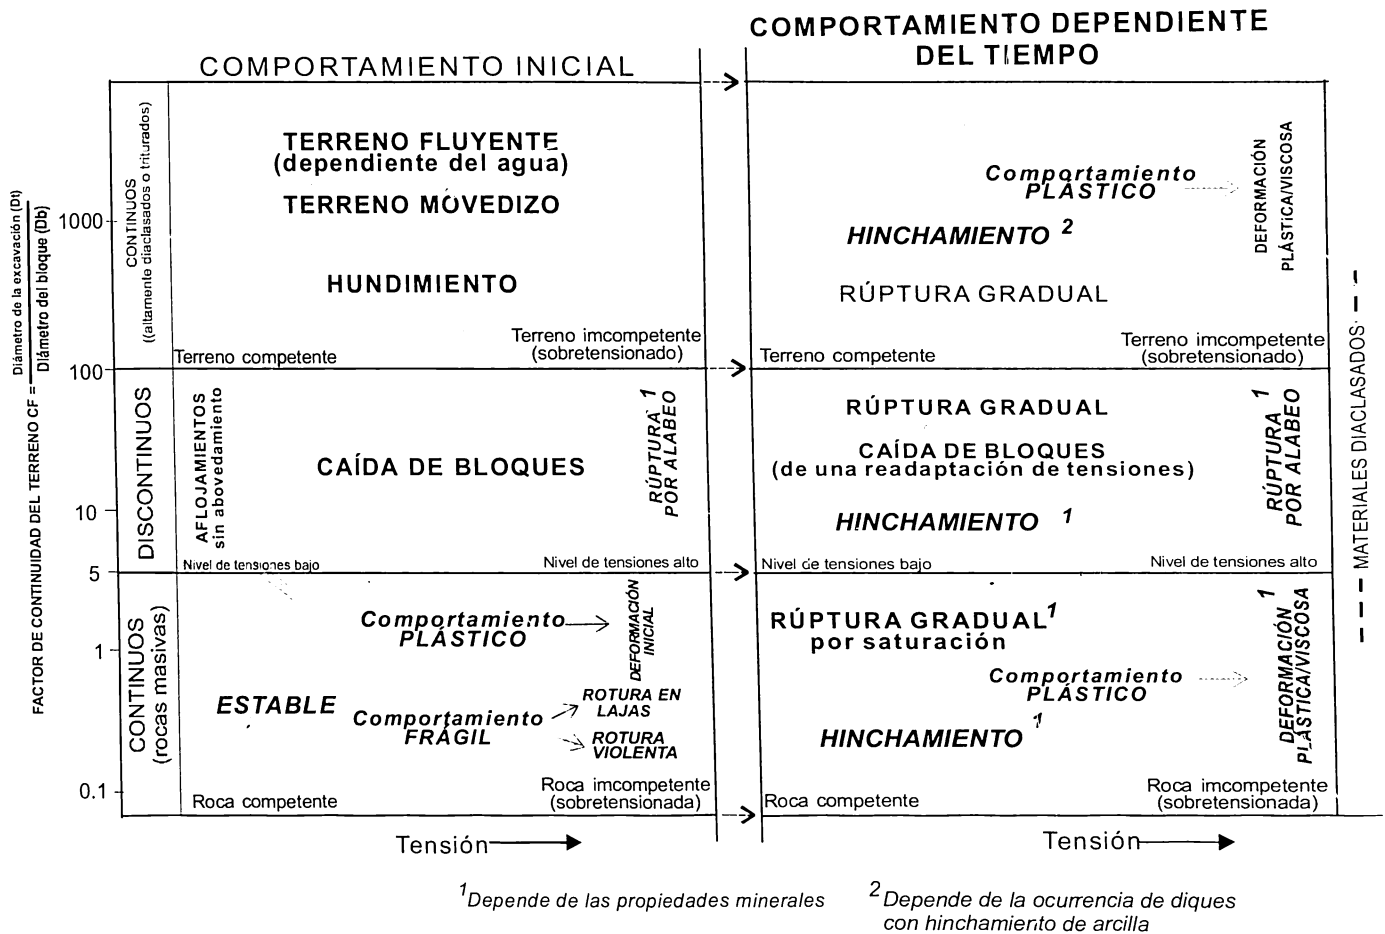 COMPORTAMIENTO INICIAL
COMPORTAMIENTO DEPENDIENTE
DEL TIEMPO
FACTOR DE CONTINUIDAD DEL TERRENO CF =
Diámetro de la excavación (Dt)
Diámetro del bloque (Db)
1000
100
10
5
1
0.1
CONTINUOS
((altamente diaclasados o triturados)
TERRENO FLUYENTE
(dependiente del agua)
TERRENO MOVEDIZO
HUNDIMIENTO
Terreno competente
Terreno imcompetente
(sobretensionado)
Comportamiento
PLÁSTICO
DEFORMACIÓN
PLÁSTICA/VISCOSA
HINCHAMIENTO 2
RÚPTURA GRADUAL
Terreno competente
Terreno imcompetente
(sobretensionado)
DISCONTINUOS
AFLOJAMIENTOS
sin abovedamiento
CAÍDA DE BLOQUES
RÚPTURA 1
POR ALABEO
Nivel de tensiones bajo
Nivel de tensiones alto
RÚPTURA GRADUAL
CAÍDA DE BLOQUES
(de una readaptación de tensiones)
HINCHAMIENTO 1
RÚPTURA 1
POR ALABEO
Nivel de tensiones bajo
Nivel de tensiones alto
CONTINUOS
(rocas masivas)
Comportamiento
PLÁSTICO
DEFORMACIÓN
INICIAL
ESTABLE
Comportamiento
FRÁGIL
ROTURA EN
LAJAS
ROTURA
VIOLENTA
Roca competente
Roca imcompetente
(sobretensionada)
RÚPTURA GRADUAL 1
por saturación
Comportamiento
PLÁSTICO
HINCHAMIENTO 1
DEFORMACIÓN 1
PLÁSTICA/VISCOSA
Roca competente
Roca imcompetente
(sobretensionada)
MATERIALES DIACLASADOS
Tensión
Tensión
1 Depende de las propiedades minerales
2 Depende de la ocurrencia de diques
con hinchamiento de arcilla